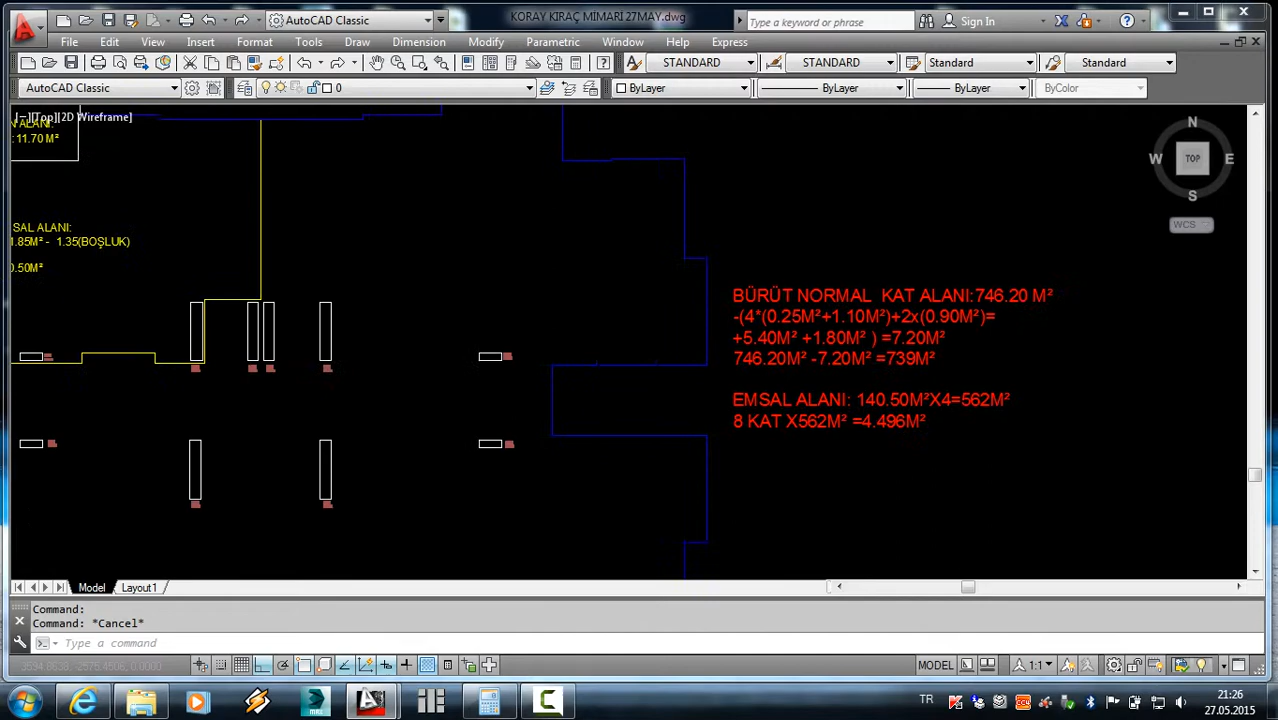 AutoCAD Classic
KORAY KIRAÇ MIMARI 27MAY.dwg
Type a keyword or phrase
Sign In
File Edit View Insert Format Tools Draw Dimension Modify Parametric Window Help Express
STANDARD STANDARD Standard Standard
AutoCAD Classic 0 ByLayer ByLayer ByLayer ByColor
[−][Top][2D Wireframe]
N ALANI:
: 11.70 M²
N
W TOP E
S
WCS
SAL ALANI:
1.85M² - 1.35(BOŞLUK)
0.50M²
BÜRÜT NORMAL KAT ALANI:746.20 M²
-(4*(0.25M²+1.10M²)+2x(0.90M²)=
+5.40M² +1.80M² ) =7.20M²
746.20M² -7.20M² =739M²
EMSAL ALANI: 140.50M²X4=562M²
8 KAT X562M² =4.496M²
Model Layout1
Command:
Command: *Cancel*
Type a command
MODEL 1:1
TR
21:26
27.05.2015